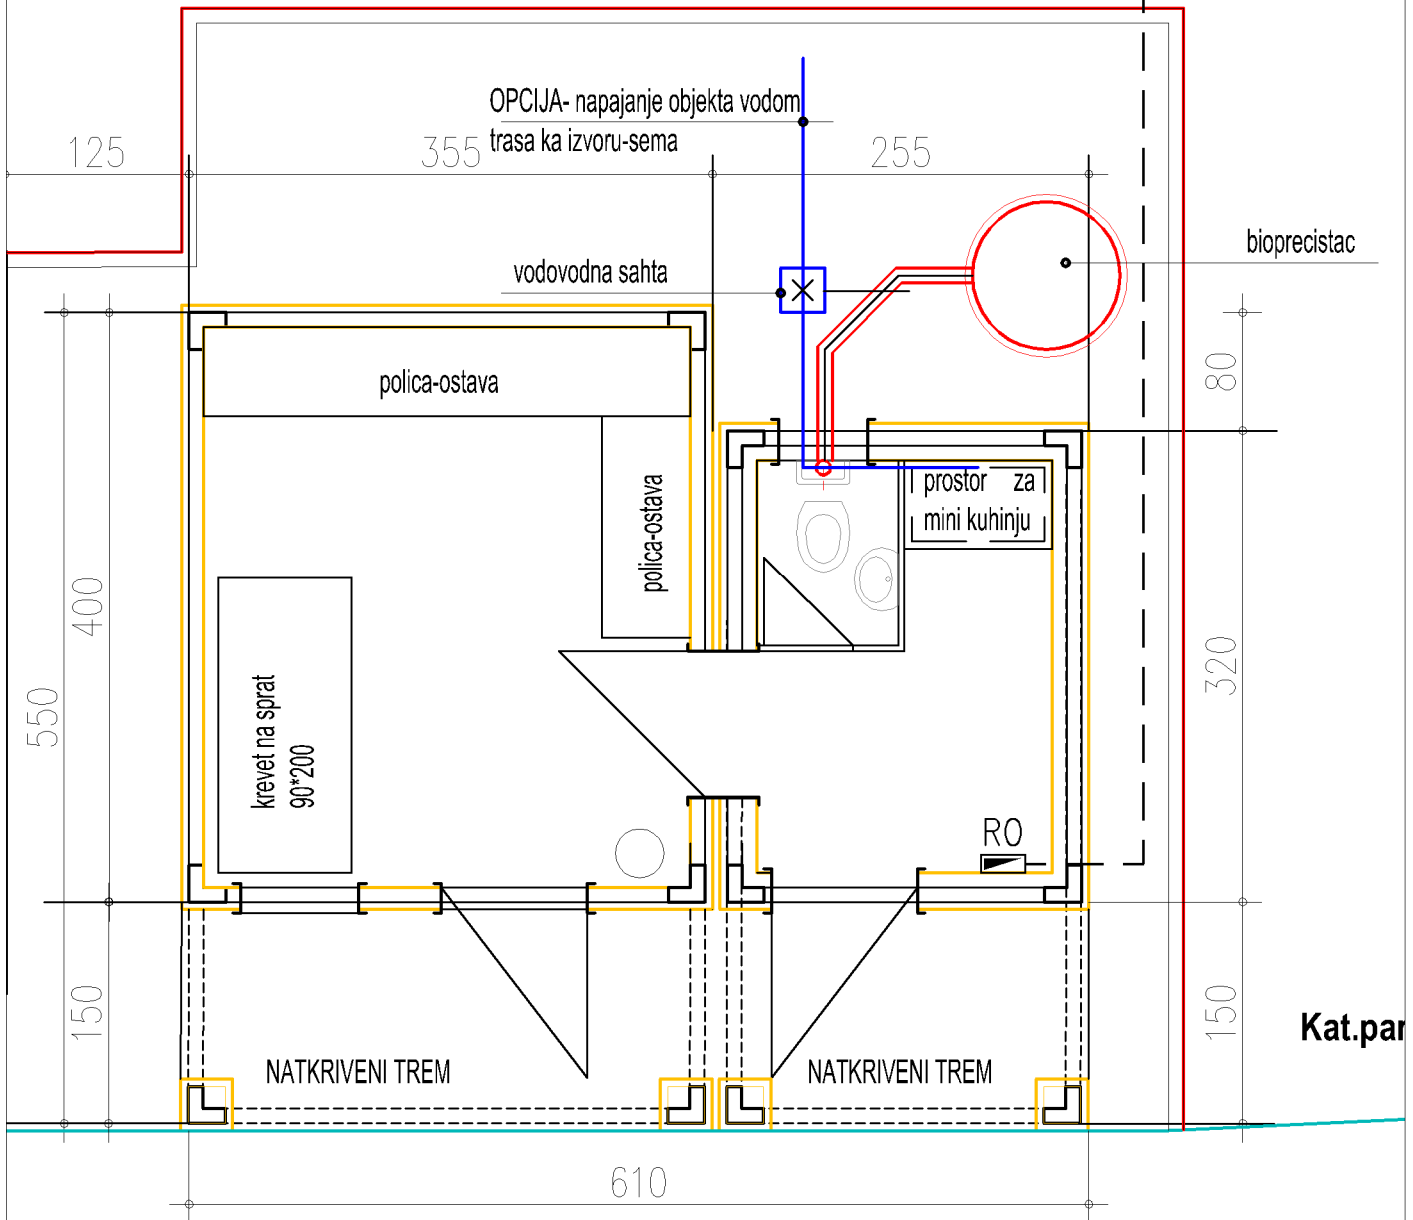 OPCIJA- napajanje objekta vodom
trasa ka izvoru-sema
125
355
255
bioprecistac
vodovodna sahta
80
polica-ostava
polica-ostava
prostor za
mini kuhinju
400
320
550
krevet na sprat
90*200
RO
150
150
Kat.par
NATKRIVENI TREM
NATKRIVENI TREM
610